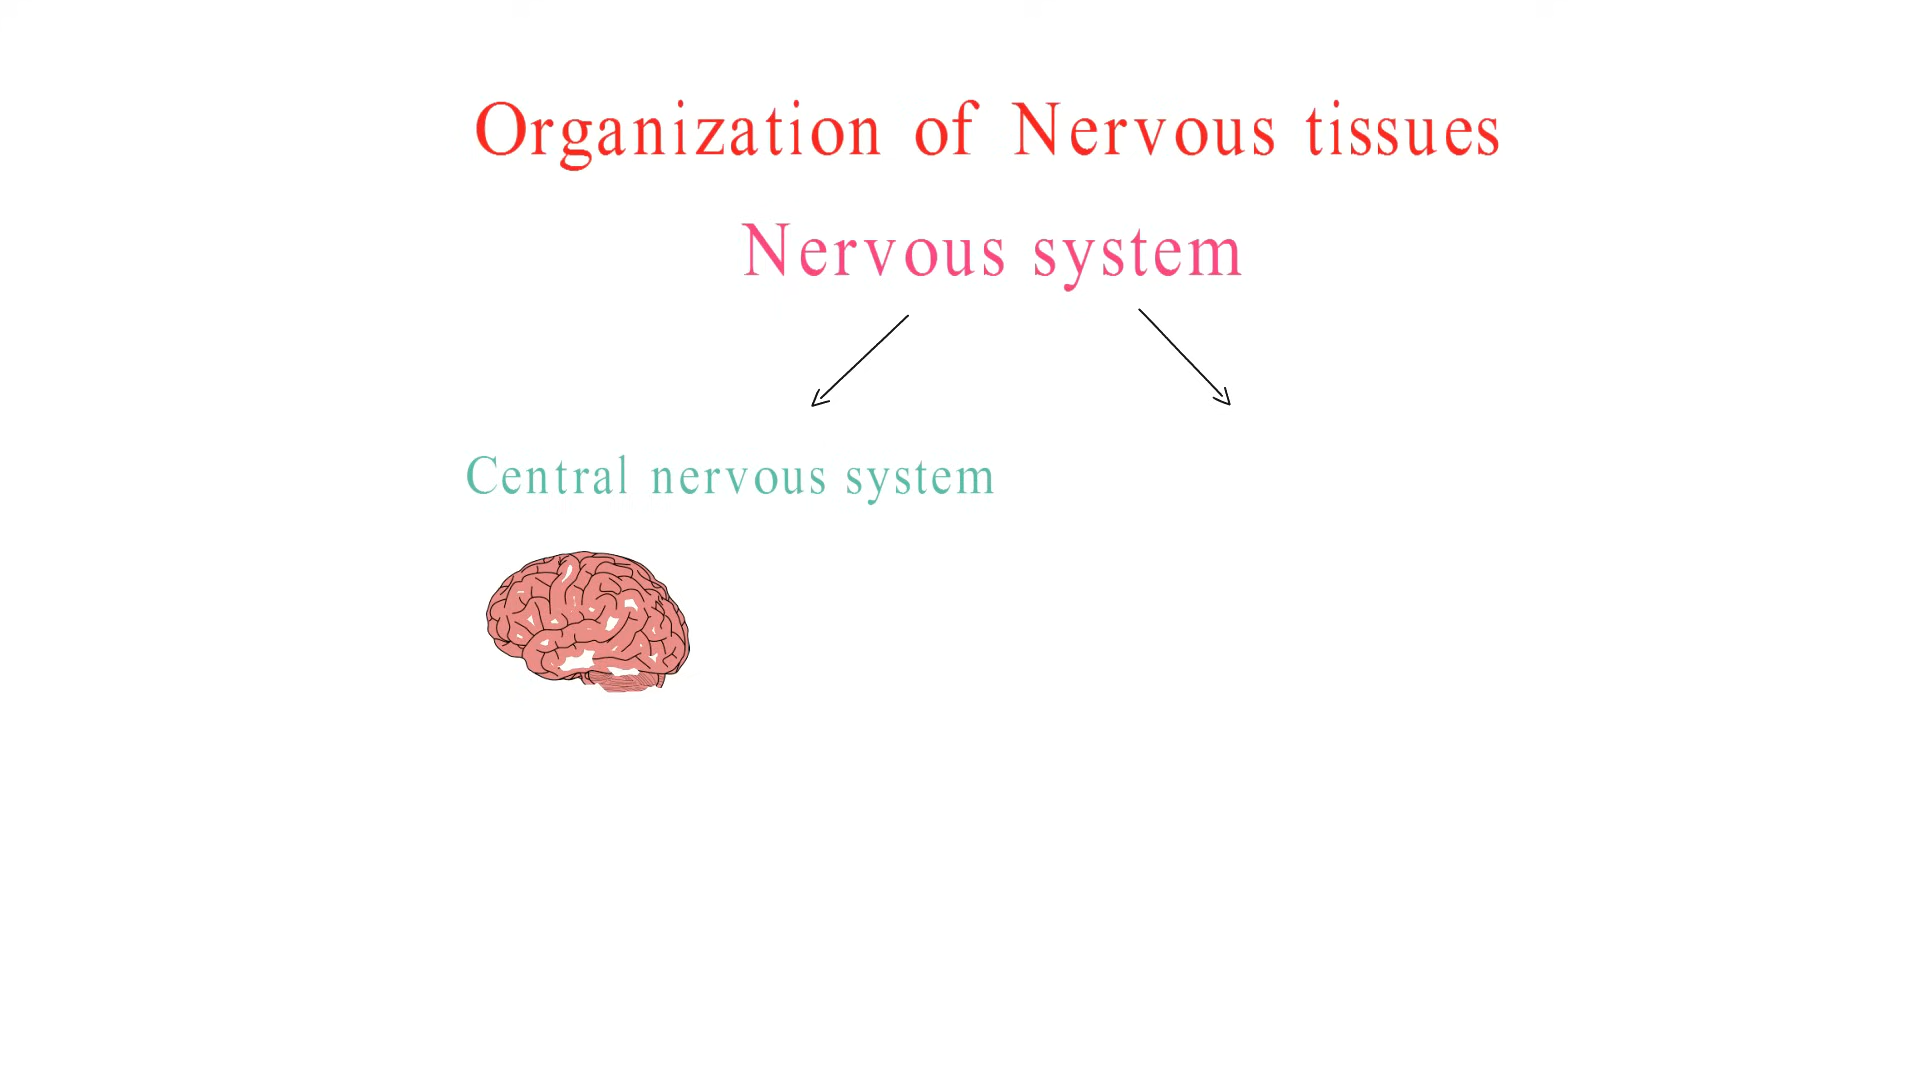 Organization of Nervous tissues
Nervous system
Central nervous system